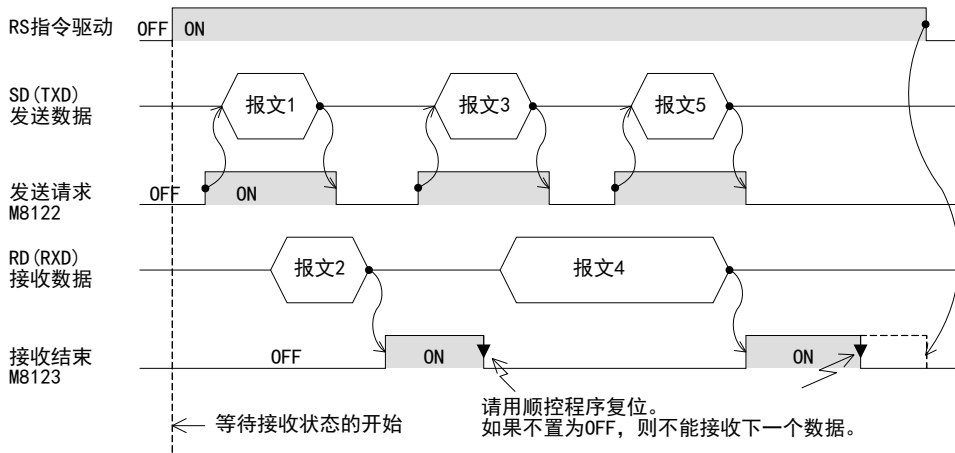 RS指令驱动
OFF
ON
SD(TXD)
发送数据
报文1
报文3
报文5
发送请求
M8122
OFF
ON
RD(RXD)
接收数据
报文2
报文4
接收结束
M8123
OFF
ON
ON
等待接收状态的开始
请用顺控程序复位。
如果不置为OFF，则不能接收下一个数据。